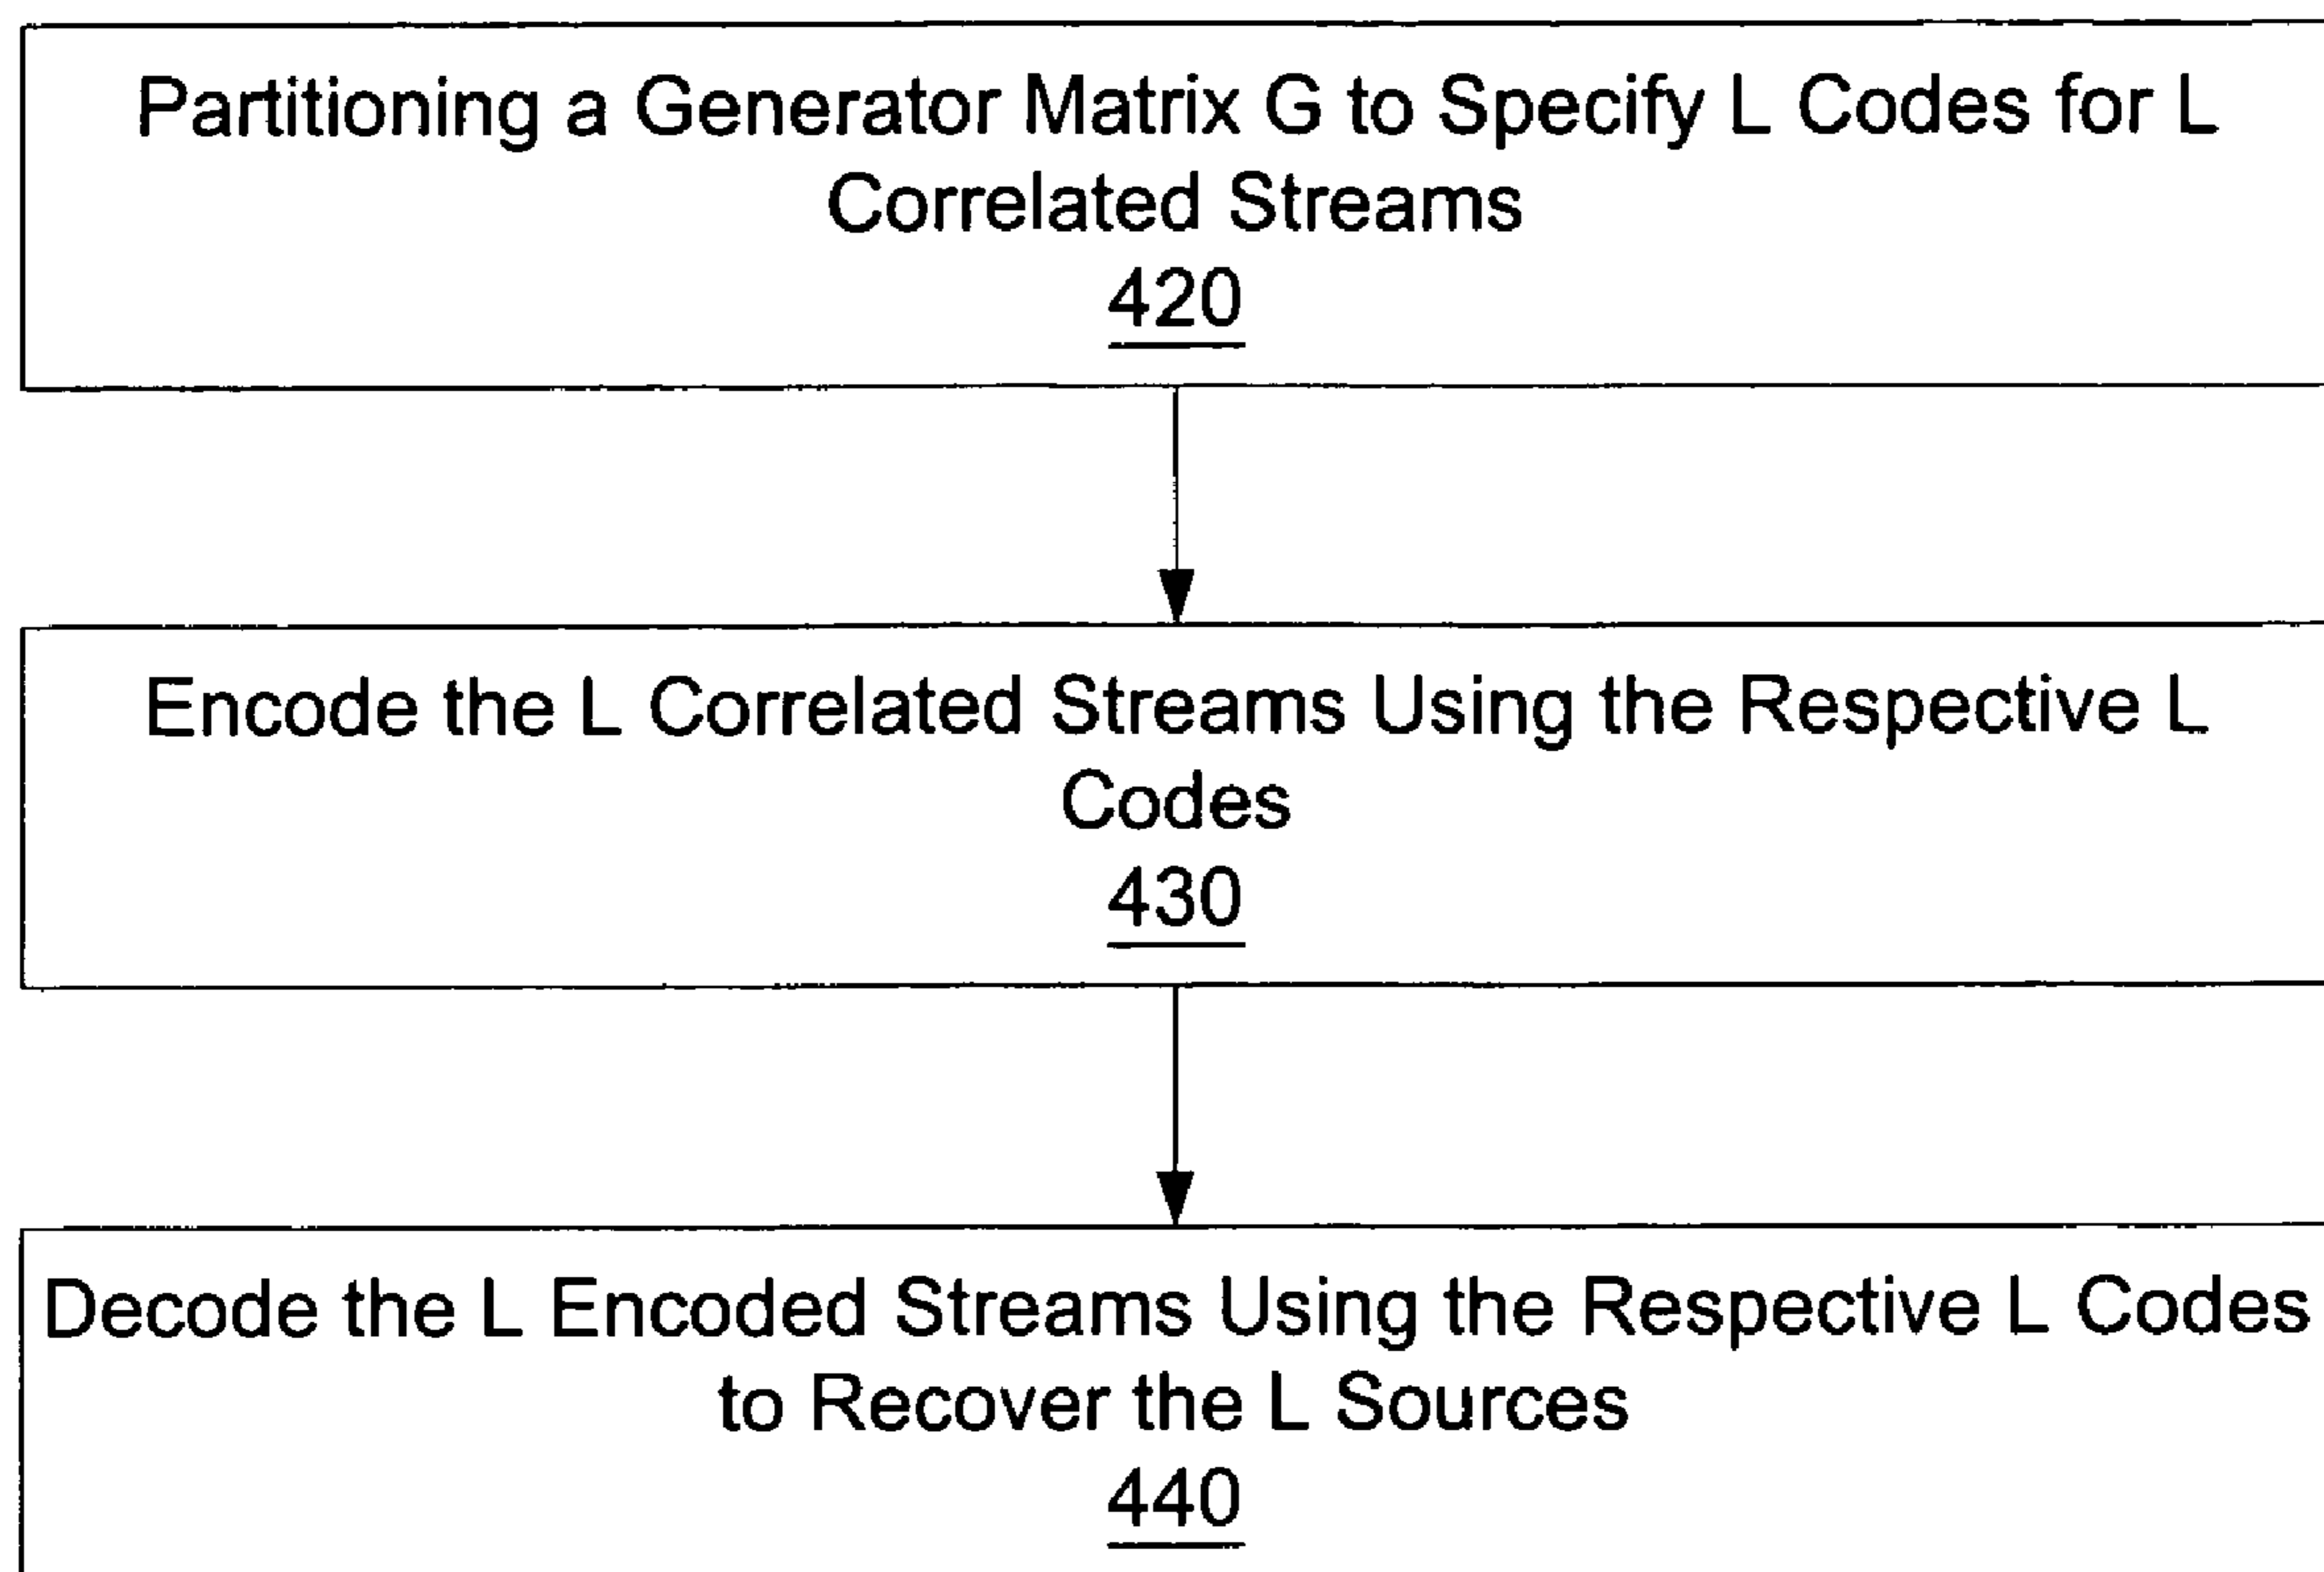 Partitioning a Generator Matrix G to Specify L Codes for L
Correlated Streams
420
Encode the L Correlated Streams Using the Respective L
Codes
430
Decode the L Encoded Streams Using the Respective L Codes
to Recover the L Sources
440